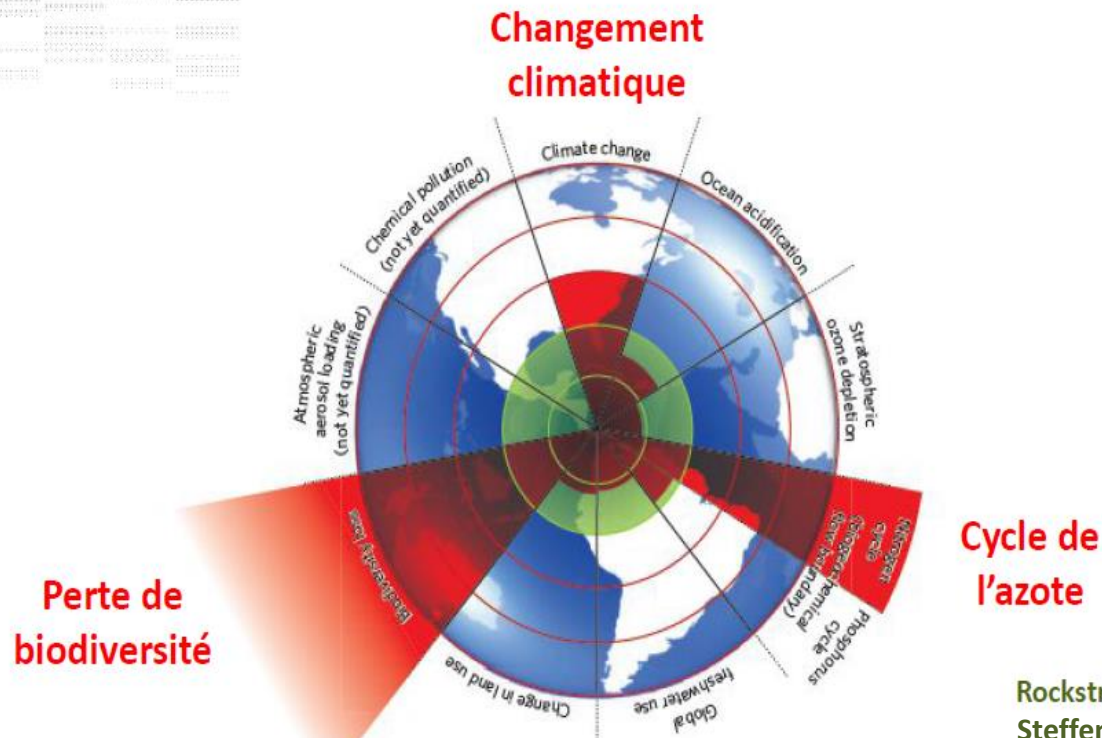 Changement
climatique
Climate change
Ocean acidification
Stratospheric
ozone depletion
Nitrogen
cycle
(biogeochemical
flow boundary)
Phosphorus
cycle
Global
freshwater use
Change in land use
Biodiversity loss
Atmospheric
aerosol loading
(not yet quantified)
Chemical pollution
(not yet quantified)
Cycle de
l’azote
Perte de
biodiversité
Rockstr
Steffen